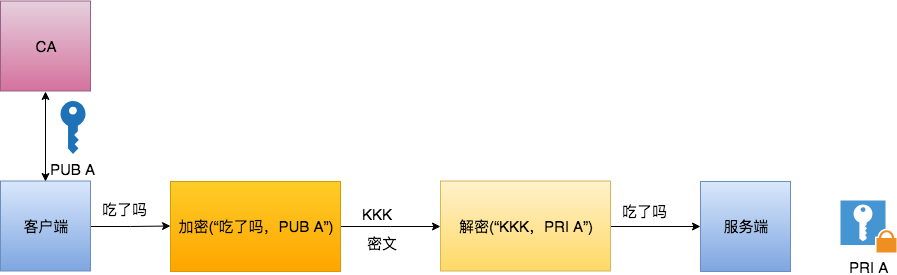 CA
PUB A
客户端
吃了吗
加密(“吃了吗，PUB A”)
KKK
密文
解密(“KKK，PRI A”)
吃了吗
服务端
PRI A